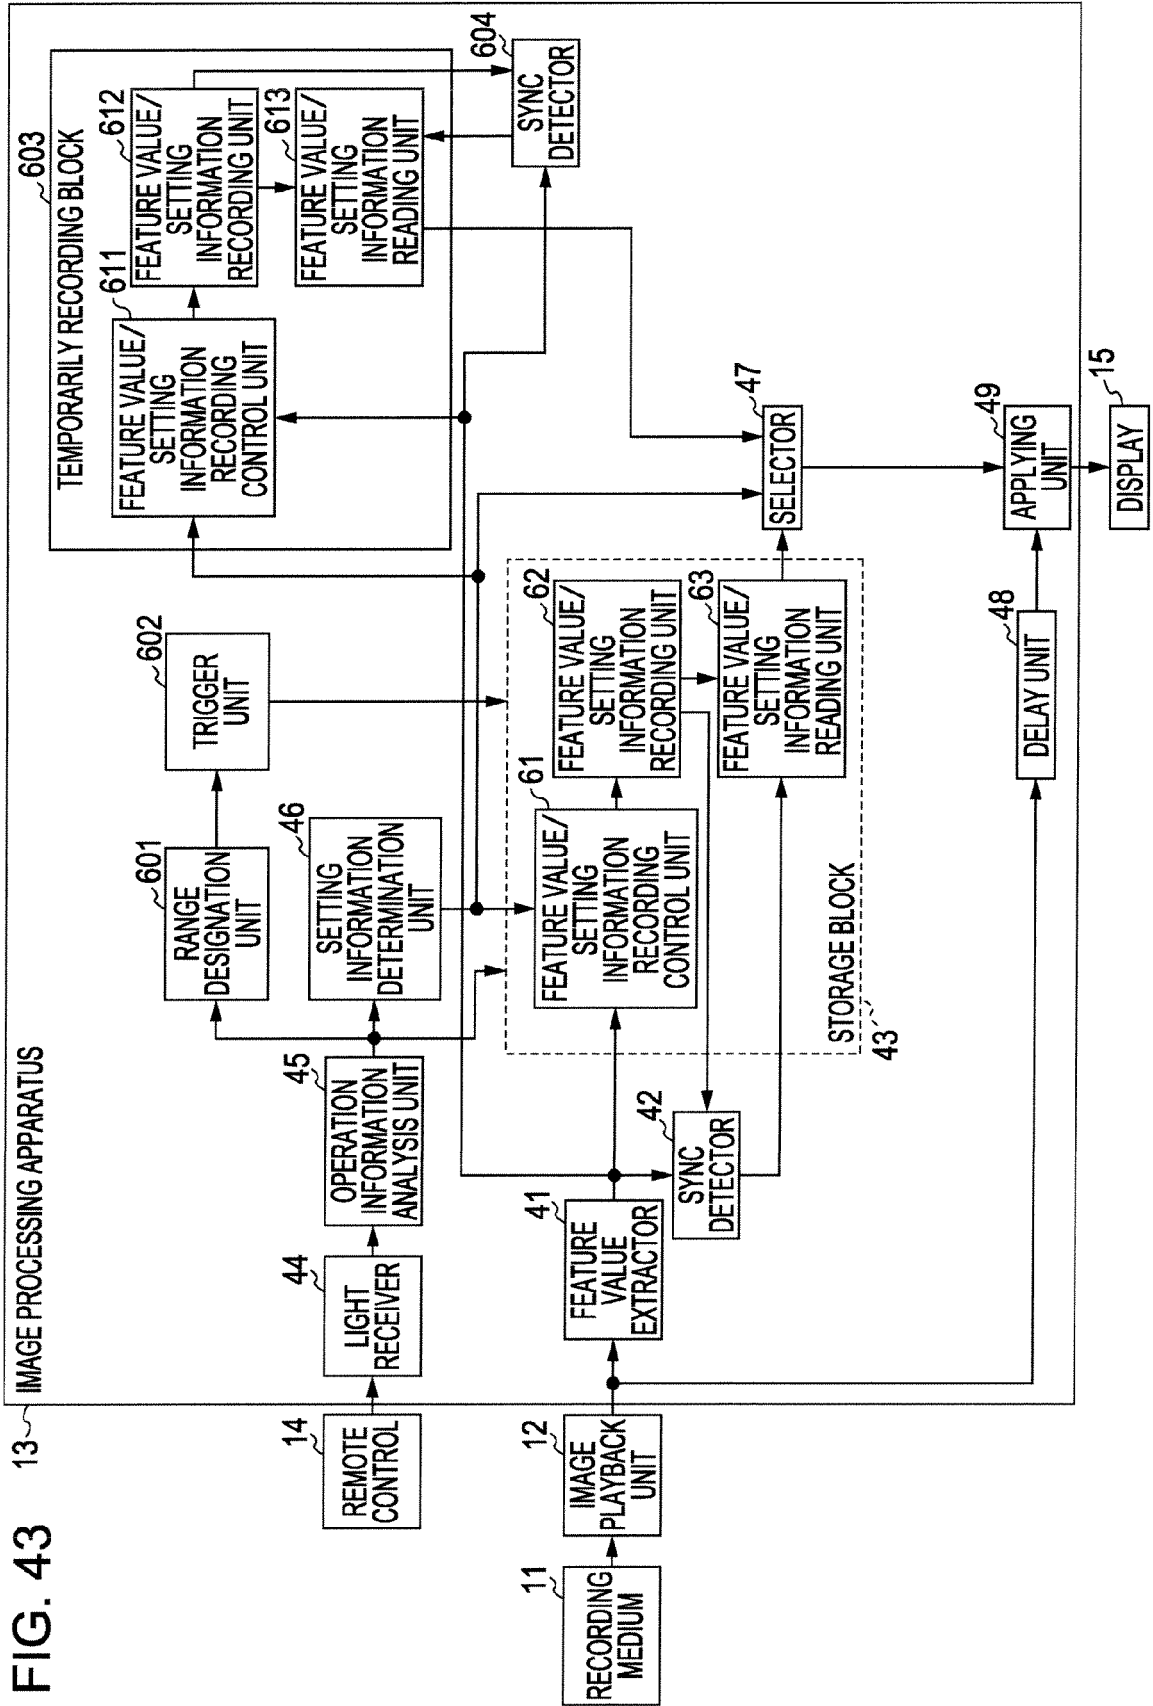 FIG. 43
13
IMAGE PROCESSING APPARATUS
603
TEMPORARILY RECORDING BLOCK
611
FEATURE VALUE/
SETTING
INFORMATION
RECORDING
CONTROL UNIT
612
FEATURE VALUE/
SETTING
INFORMATION
RECORDING UNIT
613
FEATURE VALUE/
SETTING
INFORMATION
READING UNIT
604
SYNC
DETECTOR
601
RANGE
DESIGNATION
UNIT
602
TRIGGER
UNIT
14
REMOTE
CONTROL
44
LIGHT
RECEIVER
45
OPERATION
INFORMATION
ANALYSIS UNIT
46
SETTING
INFORMATION
DETERMINATION
UNIT
11
RECORDING
MEDIUM
12
IMAGE
PLAYBACK
UNIT
41
FEATURE
VALUE
EXTRACTOR
42
SYNC
DETECTOR
61
FEATURE VALUE/
SETTING
INFORMATION
RECORDING
CONTROL UNIT
62
FEATURE VALUE/
SETTING
INFORMATION
RECORDING UNIT
63
FEATURE VALUE/
SETTING
INFORMATION
READING UNIT
STORAGE BLOCK
43
47
SELECTOR
48
DELAY UNIT
49
APPLYING
UNIT
15
DISPLAY